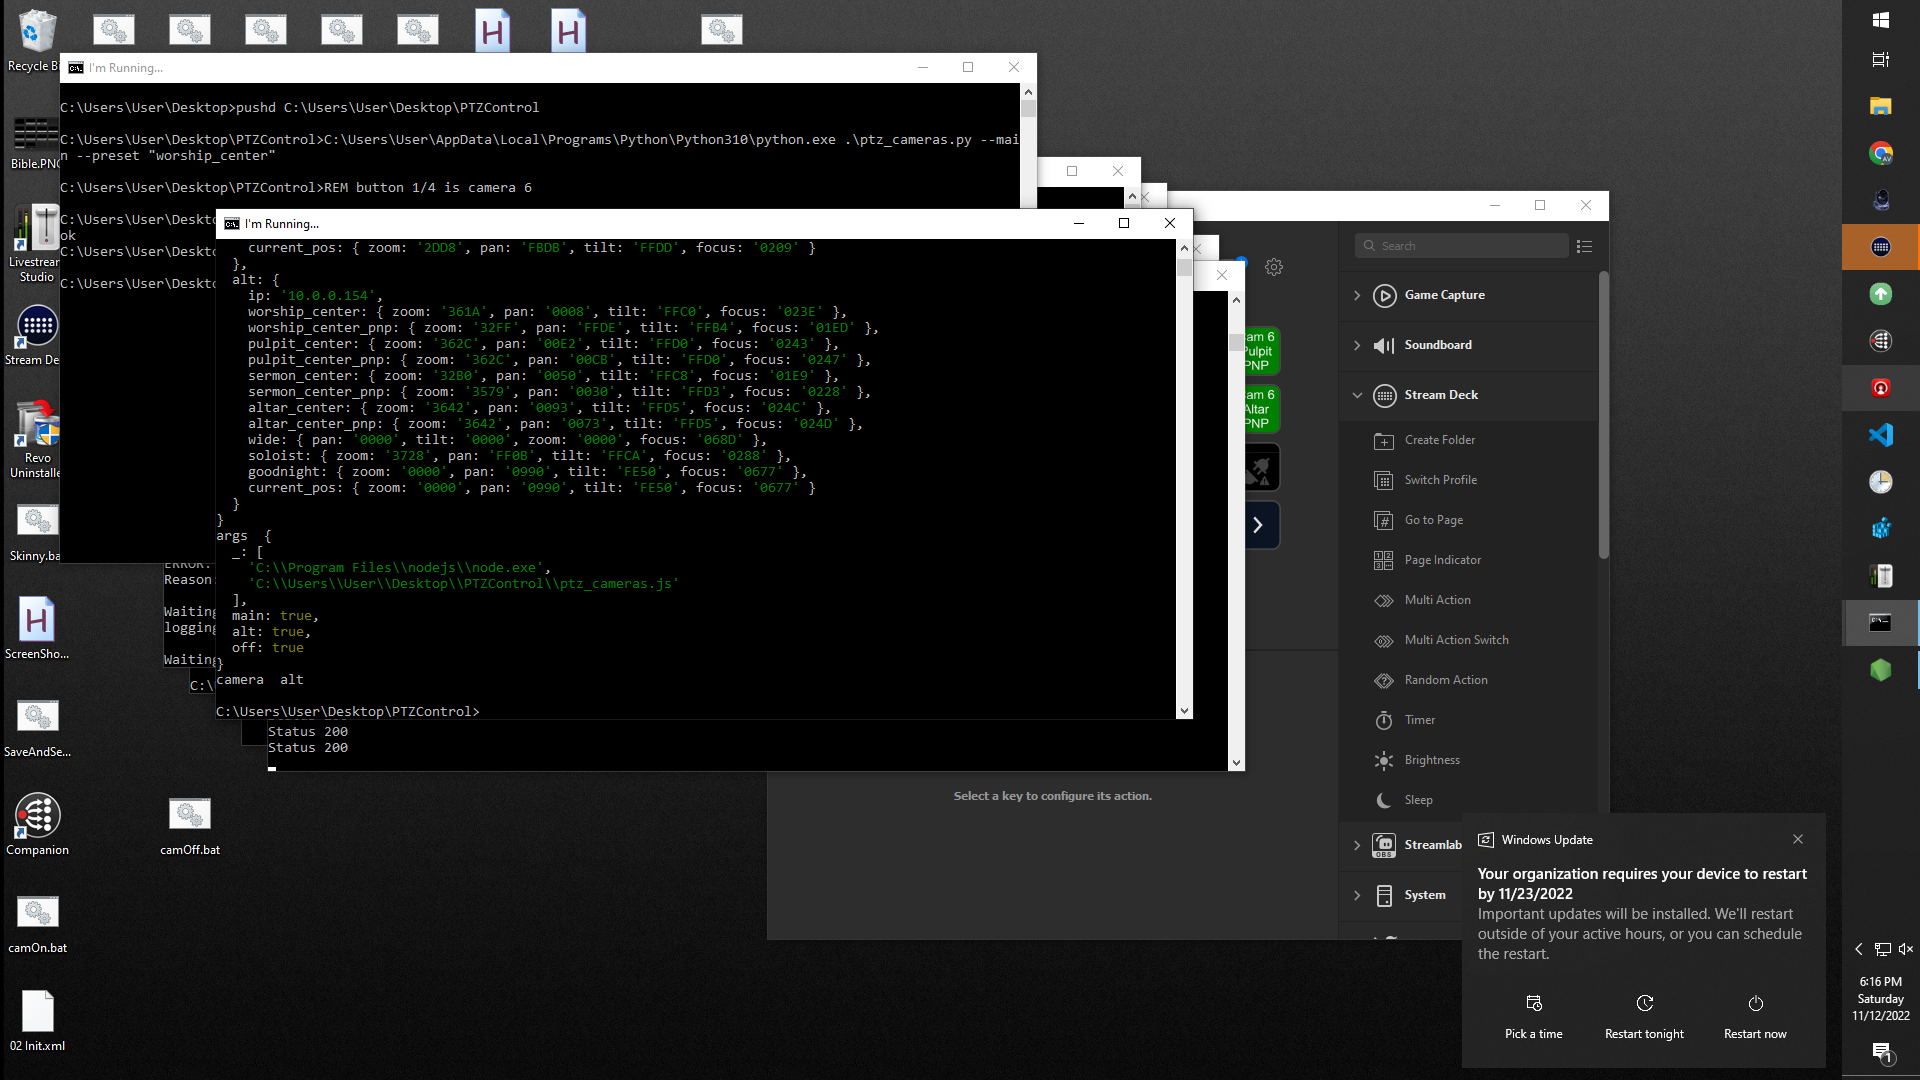 Recycle Bi
I'm Running...
C:\Users\User\Desktop>pushd C:\Users\User\Desktop\PTZControl
C:\Users\User\Desktop\PTZControl>C:\Users\User\AppData\Local\Programs\Python\Python310\python.exe .\ptz_cameras.py --mai
n --preset "worship_center"
C:\Users\User\Desktop\PTZControl>REM button 1/4 is camera 6
C:\Users\User\Deskto
ok
C:\Users\User\Deskto
C:\Users\User\Deskto
I'm Running...
current_pos: { zoom: '2DD8', pan: 'FBDB', tilt: 'FFDD', focus: '0209' }
},
alt: {
ip: '10.0.0.154',
worship_center: { zoom: '361A', pan: '0008', tilt: 'FFC0', focus: '023E' },
worship_center_pnp: { zoom: '32FF', pan: 'FFDE', tilt: 'FFB4', focus: '01ED' },
pulpit_center: { zoom: '362C', pan: '00E2', tilt: 'FFD0', focus: '0243' },
pulpit_center_pnp: { zoom: '362C', pan: '00CB', tilt: 'FFD0', focus: '0247' },
sermon_center: { zoom: '32B0', pan: '0050', tilt: 'FFC8', focus: '01E9' },
sermon_center_pnp: { zoom: '3579', pan: '0030', tilt: 'FFD3', focus: '0228' },
altar_center: { zoom: '3642', pan: '0093', tilt: 'FFD5', focus: '024C' },
altar_center_pnp: { zoom: '3642', pan: '0073', tilt: 'FFD5', focus: '024D' },
wide: { pan: '0000', tilt: '0000', zoom: '0000', focus: '068D' },
soloist: { zoom: '3728', pan: 'FF0B', tilt: 'FFCA', focus: '0288' },
goodnight: { zoom: '0000', pan: '0990', tilt: 'FE50', focus: '0677' },
current_pos: { zoom: '0000', pan: '0990', tilt: 'FE50', focus: '0677' }
}
}
args  {
_: [
'C:\\Program Files\\nodejs\\node.exe',
'C:\\Users\\User\\Desktop\\PTZControl\\ptz_cameras.js'
],
main: true,
alt: true,
off: true
}
camera  alt
C:\Users\User\Desktop\PTZControl>
ERROR:
Reason:
Waiting
logging
Waiting
C:\
Status 200
Status 200
Bible.PNG
Livestream
Studio
Stream De
Revo
Uninstalle
Skinny.ba
ScreenSho...
SaveAndSe...
Companion
camOff.bat
camOn.bat
02 Init.xml
am 6
Pulpit
PNP
am 6
Altar
PNP
Select a key to configure its action.
Search
Game Capture
Soundboard
Stream Deck
Create Folder
Switch Profile
Go to Page
Page Indicator
Multi Action
Multi Action Switch
Random Action
Timer
Brightness
Sleep
Streamlab
System
Windows Update
Your organization requires your device to restart
by 11/23/2022
Important updates will be installed. We'll restart
outside of your active hours, or you can schedule
the restart.
Pick a time
Restart tonight
Restart now
6:16 PM
Saturday
11/12/2022
1